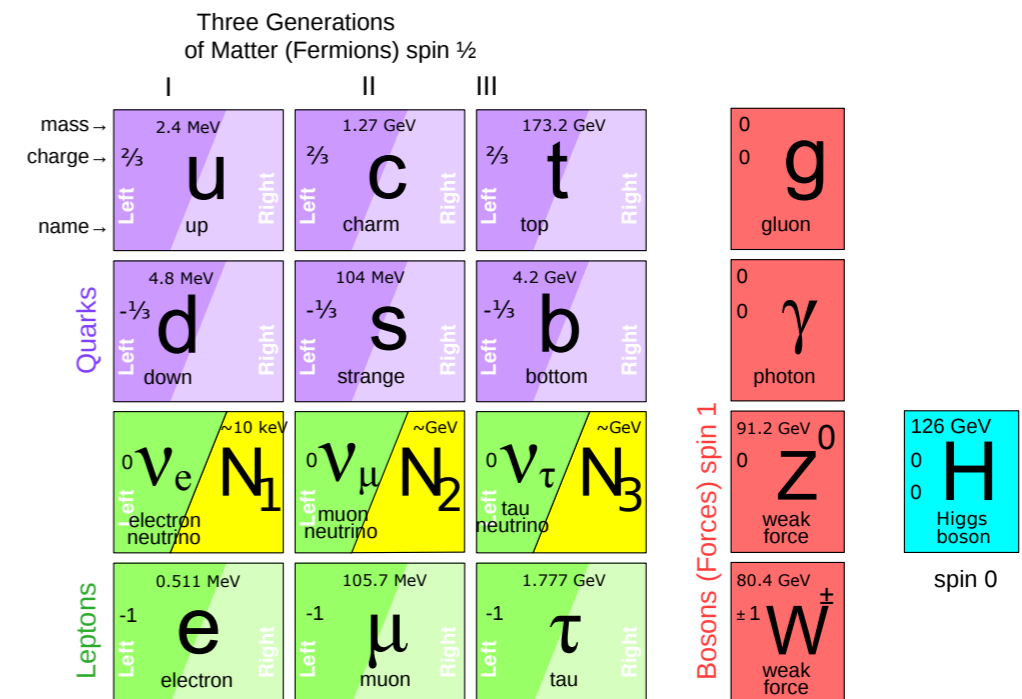 Three Generations
of Matter (Fermions) spin ½
I II III
mass→
charge→
name→
2.4 MeV
⅔
u
Left
Right
up
1.27 GeV
⅔
c
Left
Right
charm
173.2 GeV
⅔
t
Left
Right
top
0
0
g
gluon
Quarks
4.8 MeV
-⅓
d
Left
Right
down
104 MeV
-⅓
s
Left
Right
strange
4.2 GeV
-⅓
b
Left
Right
bottom
0
0
γ
photon
Leptons
0
νe
Left
electron
neutrino
~10 keV
N1
0
νμ
Left
muon
neutrino
~GeV
N2
0
ντ
Left
tau
neutrino
~GeV
N3
Bosons (Forces) spin 1
91.2 GeV
0
Z0
weak
force
126 GeV
0
0
H
Higgs
boson
spin 0
0.511 MeV
-1
e
Left
Right
electron
105.7 MeV
-1
μ
Left
Right
muon
1.777 GeV
-1
τ
Left
Right
tau
80.4 GeV
±1
W±
weak
force